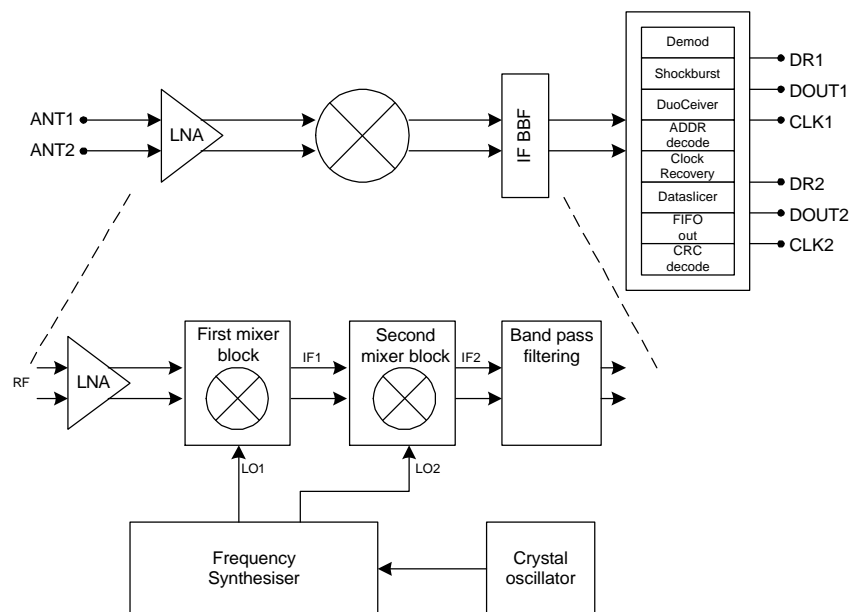 ANT1
ANT2
LNA
IF BBF
Demod
Shockburst
DuoCeiver
ADDR
decode
Clock
Recovery
Dataslicer
FIFO
out
CRC
decode
DR1
DOUT1
CLK1
DR2
DOUT2
CLK2
RF
LNA
First mixer
block
IF1
Second
mixer block
IF2
Band pass
filtering
LO1
LO2
Frequency
Synthesiser
Crystal
oscillator